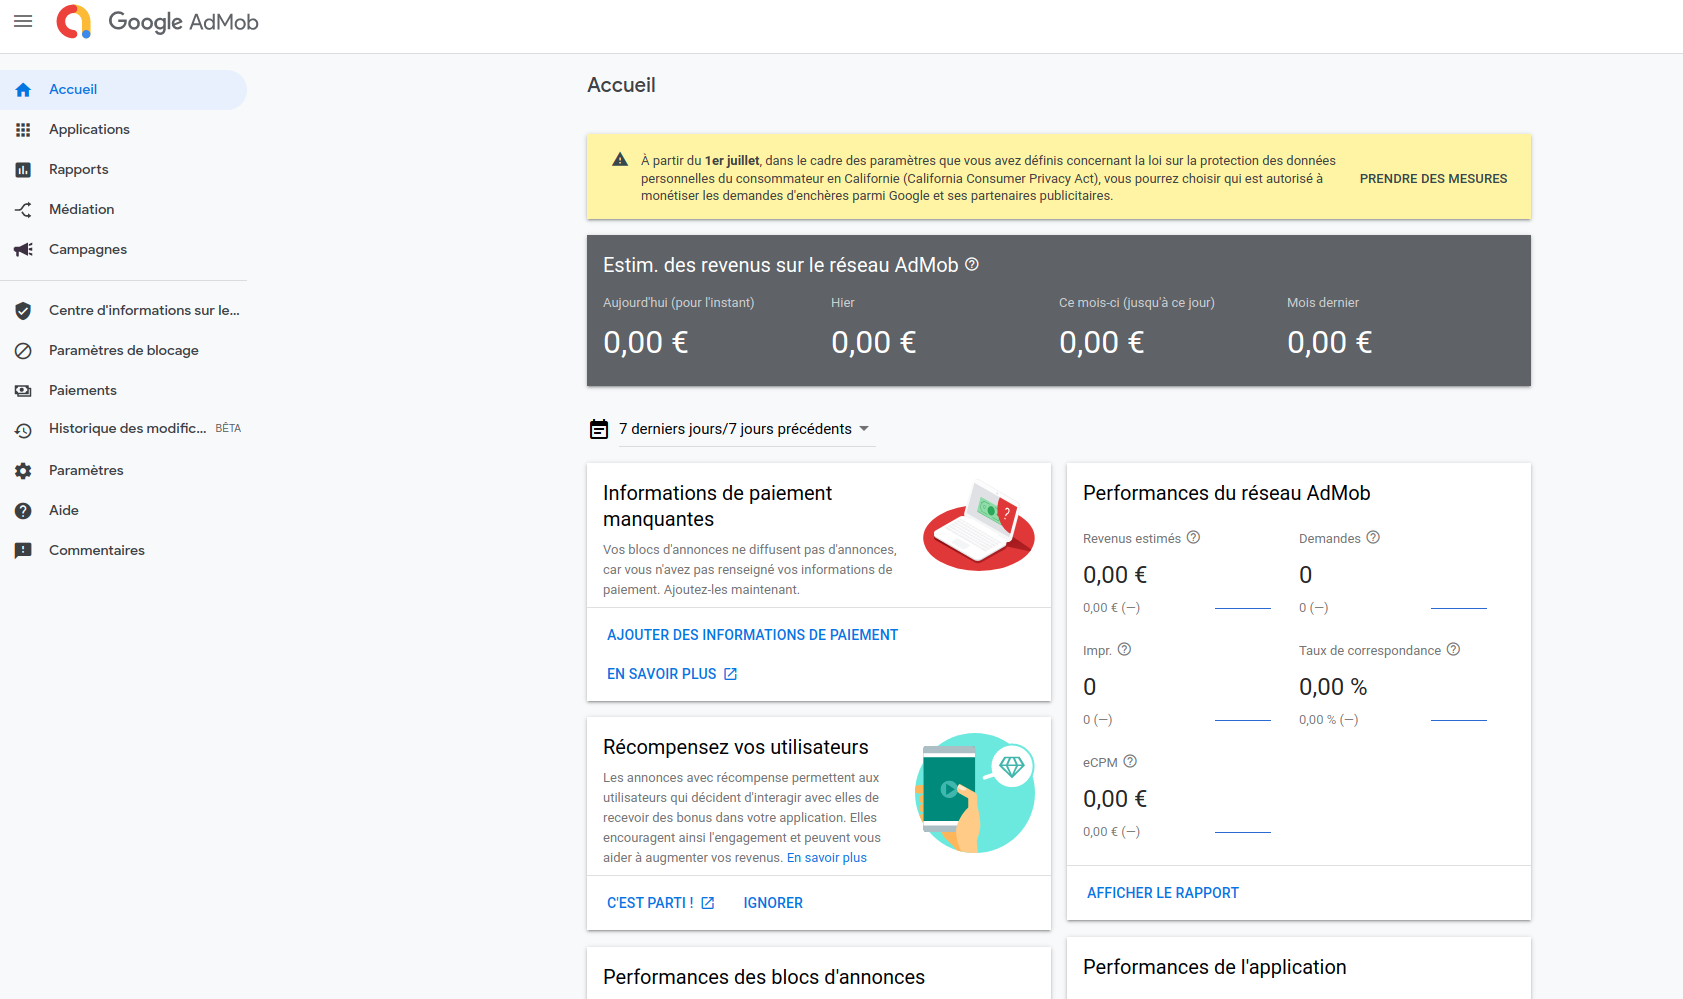 Google AdMob
Accueil
Applications
Rapports
Médiation
Campagnes
Centre d'informations sur le...
Paramètres de blocage
Paiements
Historique des modific... BÊTA
Paramètres
Aide
Commentaires
Accueil
À partir du 1er juillet, dans le cadre des paramètres que vous avez définis concernant la loi sur la protection des données
personnelles du consommateur en Californie (California Consumer Privacy Act), vous pourrez choisir qui est autorisé à
monétiser les demandes d'enchères parmi Google et ses partenaires publicitaires.
PRENDRE DES MESURES
Estim. des revenus sur le réseau AdMob
Aujourd'hui (pour l'instant) Hier Ce mois-ci (jusqu'à ce jour) Mois dernier
0,00 € 0,00 € 0,00 € 0,00 €
7 derniers jours/7 jours précédents
Informations de paiement
manquantes
Vos blocs d'annonces ne diffusent pas d'annonces,
car vous n'avez pas renseigné vos informations de
paiement. Ajoutez-les maintenant.
AJOUTER DES INFORMATIONS DE PAIEMENT
EN SAVOIR PLUS
Récompensez vos utilisateurs
Les annonces avec récompense permettent aux
utilisateurs qui décident d'interagir avec elles de
recevoir des bonus dans votre application. Elles
encouragent ainsi l'engagement et peuvent vous
aider à augmenter vos revenus. En savoir plus
C'EST PARTI ! IGNORER
Performances des blocs d'annonces
Performances du réseau AdMob
Revenus estimés Demandes
0,00 € 0
0,00 € (—) 0 (—)
Impr. Taux de correspondance
0 0,00 %
0 (—) 0,00 % (—)
eCPM
0,00 €
0,00 € (—)
AFFICHER LE RAPPORT
Performances de l'application